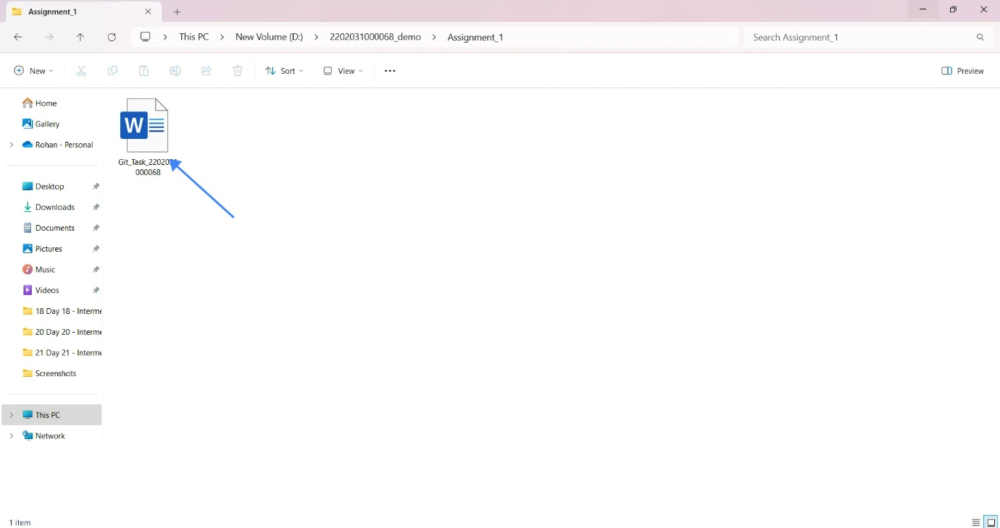 Assignment_1
This PC
New Volume (D:)
2202031000068_demo
Assignment_1
Search Assignment_1
New
Sort
View
Preview
Home
Gallery
Rohan - Personal
Desktop
Downloads
Documents
Pictures
Music
Videos
18 Day 18 - Interme
20 Day 20 - Interme
21 Day 21 - Interme
Screenshots
This PC
Network
W
000068
1 item